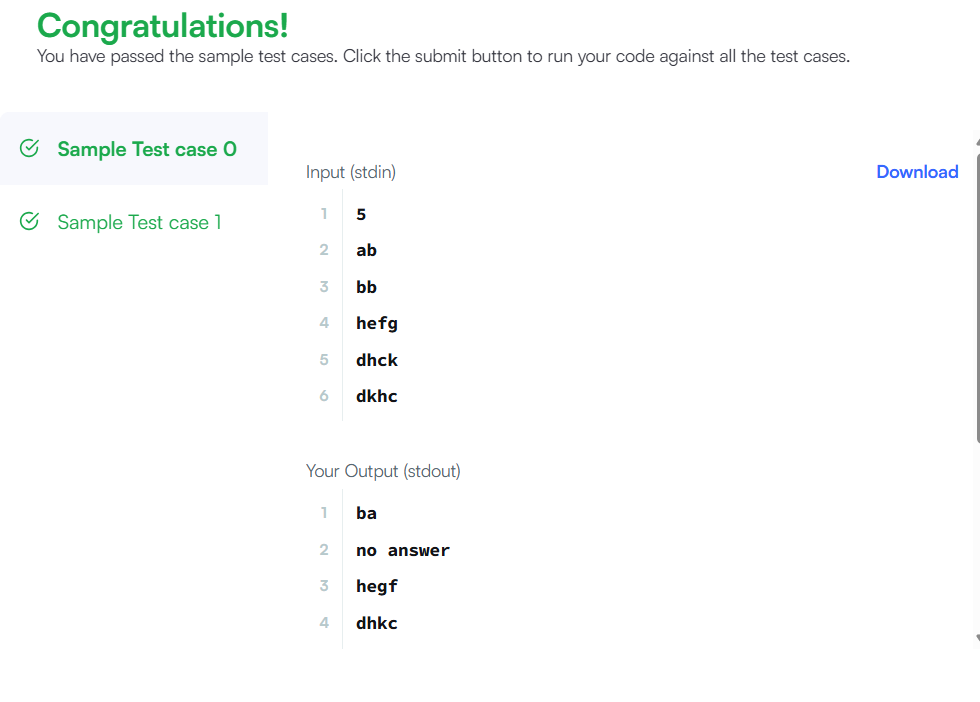 Congratulations!
You have passed the sample test cases. Click the submit button to run your code against all the test cases.
Sample Test case 0
Sample Test case 1
Input (stdin)
Download
1 5
2 ab
3 bb
4 hefg
5 dhck
6 dkhc
Your Output (stdout)
1 ba
2 no answer
3 hegf
4 dhkc